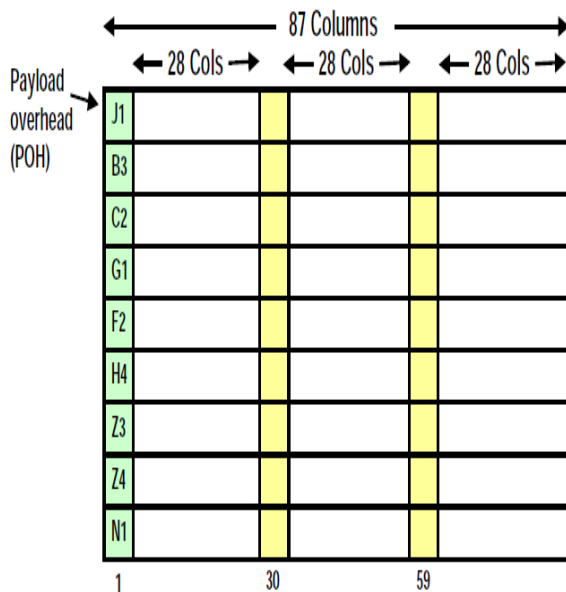 87 Columns
28 Cols 28 Cols 28 Cols
Payload
overhead
(POH)
J1
B3
C2
G1
F2
H4
Z3
Z4
N1
1 30 59